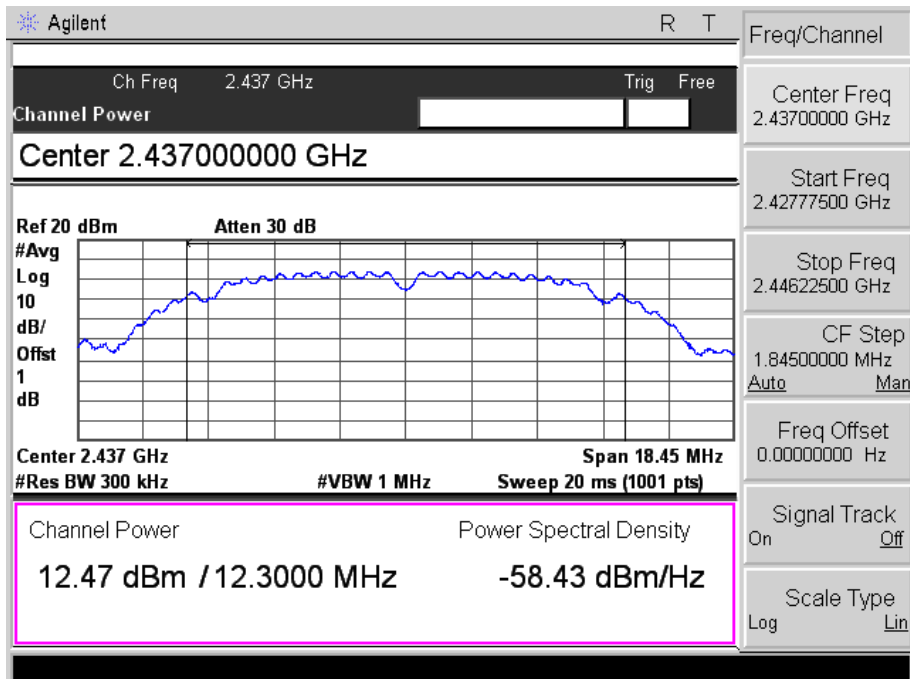 Agilent R T
Freq/Channel
Ch Freq 2.437 GHz Trig Free
Channel Power
Center 2.437000000 GHz
Ref 20 dBm Atten 30 dB
#Avg
Log
10
dB/
Offst
1
dB
Center 2.437 GHz Span 18.45 MHz
#Res BW 300 kHz #VBW 1 MHz Sweep 20 ms (1001 pts)
Channel Power Power Spectral Density
12.47 dBm / 12.3000 MHz -58.43 dBm/Hz
Center Freq
2.43700000 GHz
Start Freq
2.42777500 GHz
Stop Freq
2.44622500 GHz
CF Step
1.84500000 MHz
Auto Man
Freq Offset
0.00000000 Hz
Signal Track
On Off
Scale Type
Log Lin